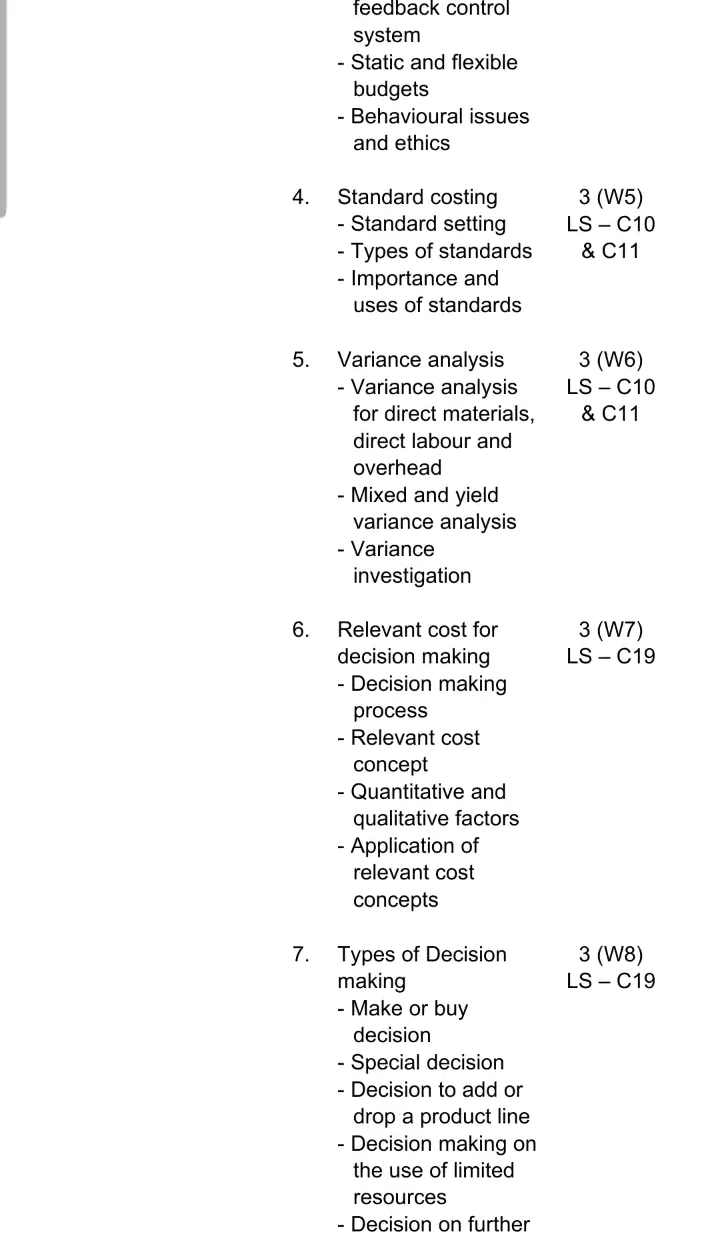 feedback control
system
- Static and flexible
budgets
- Behavioural issues
and ethics
4. Standard costing 3 (W5)
- Standard setting LS – C10
- Types of standards & C11
- Importance and
uses of standards
5. Variance analysis 3 (W6)
- Variance analysis LS – C10
for direct materials, & C11
direct labour and
overhead
- Mixed and yield
variance analysis
- Variance
investigation
6. Relevant cost for 3 (W7)
decision making LS – C19
- Decision making
process
- Relevant cost
concept
- Quantitative and
qualitative factors
- Application of
relevant cost
concepts
7. Types of Decision 3 (W8)
making LS – C19
- Make or buy
decision
- Special decision
- Decision to add or
drop a product line
- Decision making on
the use of limited
resources
- Decision on further